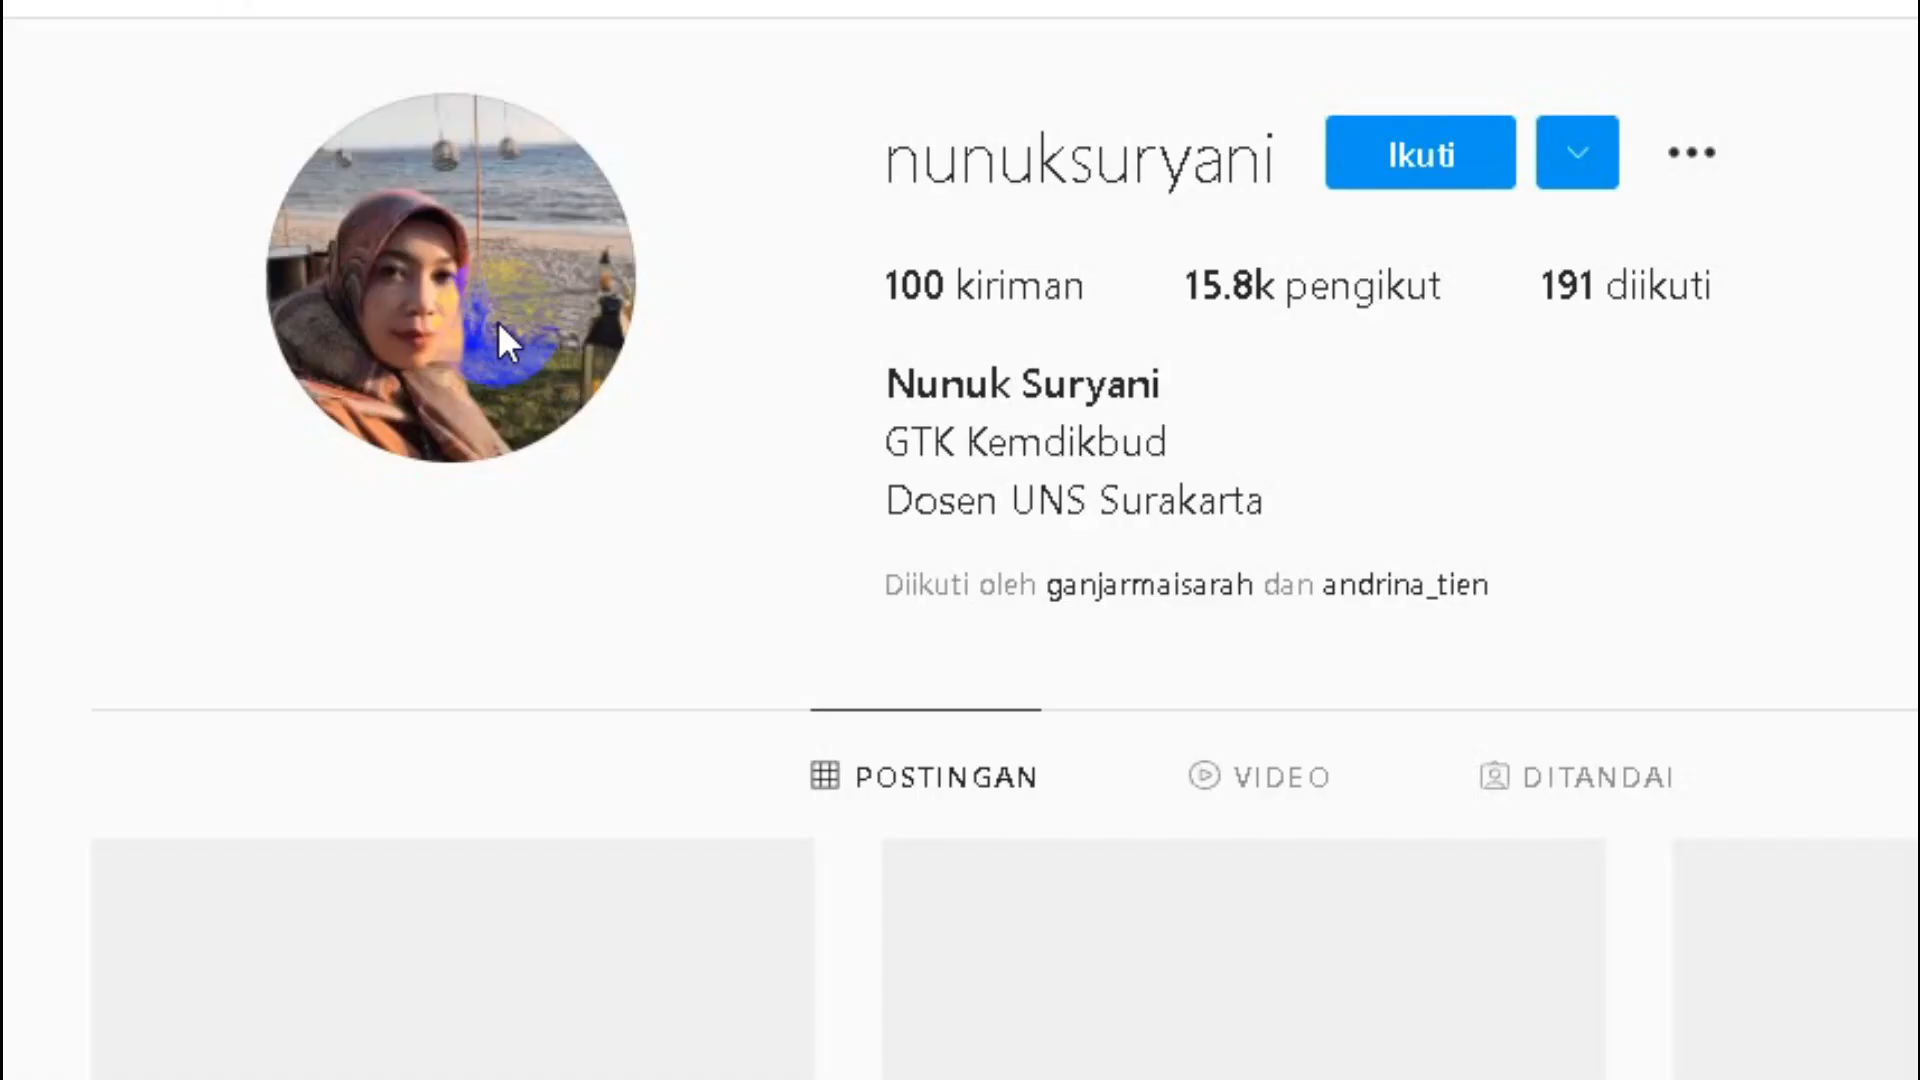 nunuksuryani
Ikuti
100 kiriman 15.8k pengikut 191 diikuti
Nunuk Suryani
GTK Kemdikbud
Dosen UNS Surakarta
Diikuti oleh ganjarmaisarah dan andrina_tien
POSTINGAN VIDEO DITANDAI